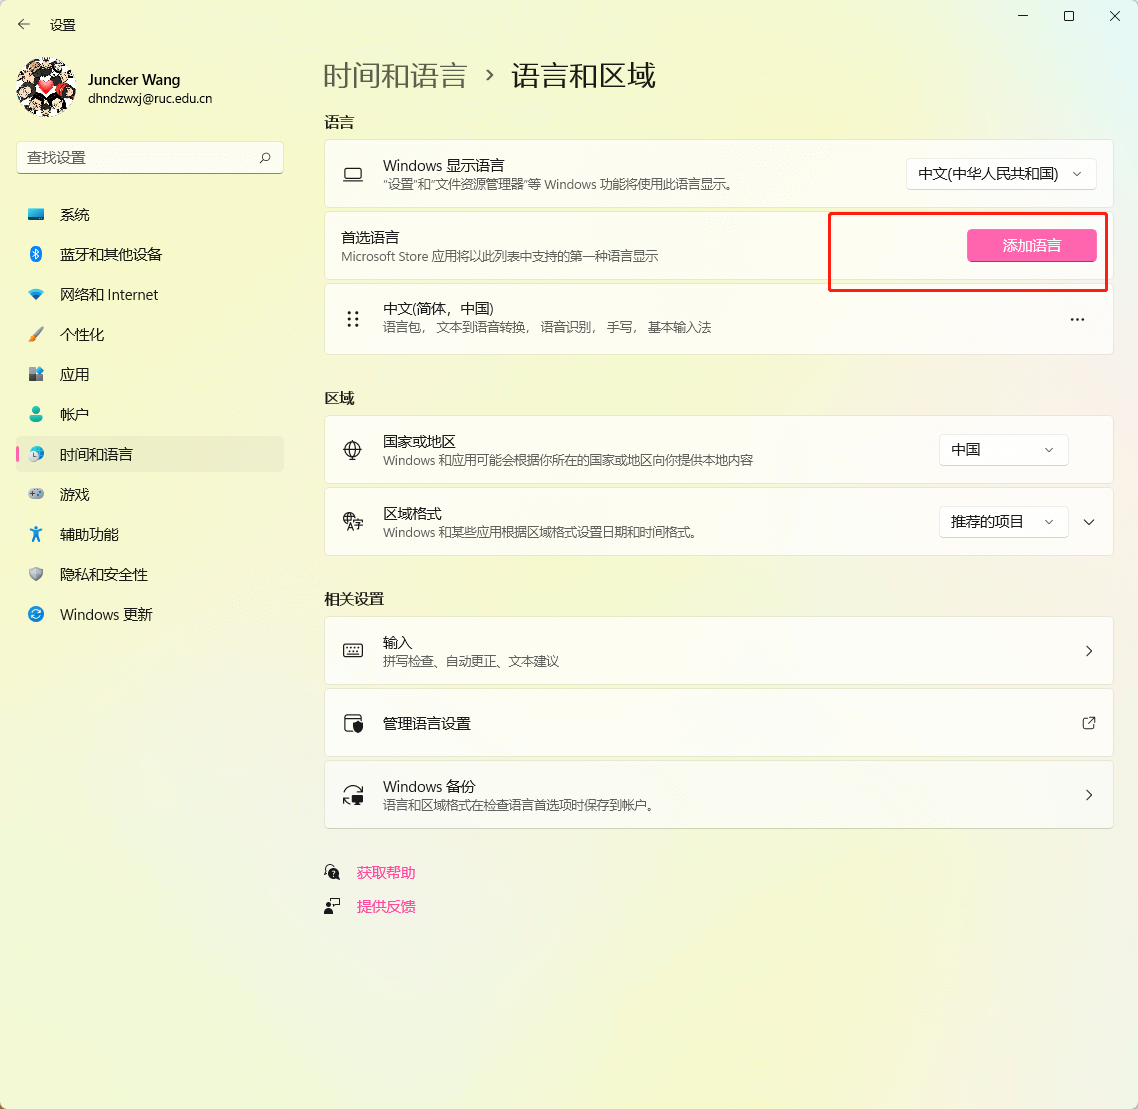 设置
Juncker Wang
dhndzwxj@ruc.edu.cn
查找设置
系统
蓝牙和其他设备
网络和 Internet
个性化
应用
帐户
时间和语言
游戏
辅助功能
隐私和安全性
Windows 更新
时间和语言 › 语言和区域
语言
Windows 显示语言
"设置"和"文件资源管理器"等 Windows 功能将使用此语言显示。
中文(中华人民共和国)
首选语言
Microsoft Store 应用将以此列表中支持的第一种语言显示
添加语言
中文(简体，中国)
语言包， 文本到语音转换， 语音识别， 手写， 基本输入法
区域
国家或地区
Windows 和应用可能会根据你所在的国家或地区向你提供本地内容
中国
区域格式
Windows 和某些应用根据区域格式设置日期和时间格式。
推荐的项目
相关设置
输入
拼写检查、自动更正、文本建议
管理语言设置
Windows 备份
语言和区域格式在检查语言首选项时保存到帐户。
获取帮助
提供反馈